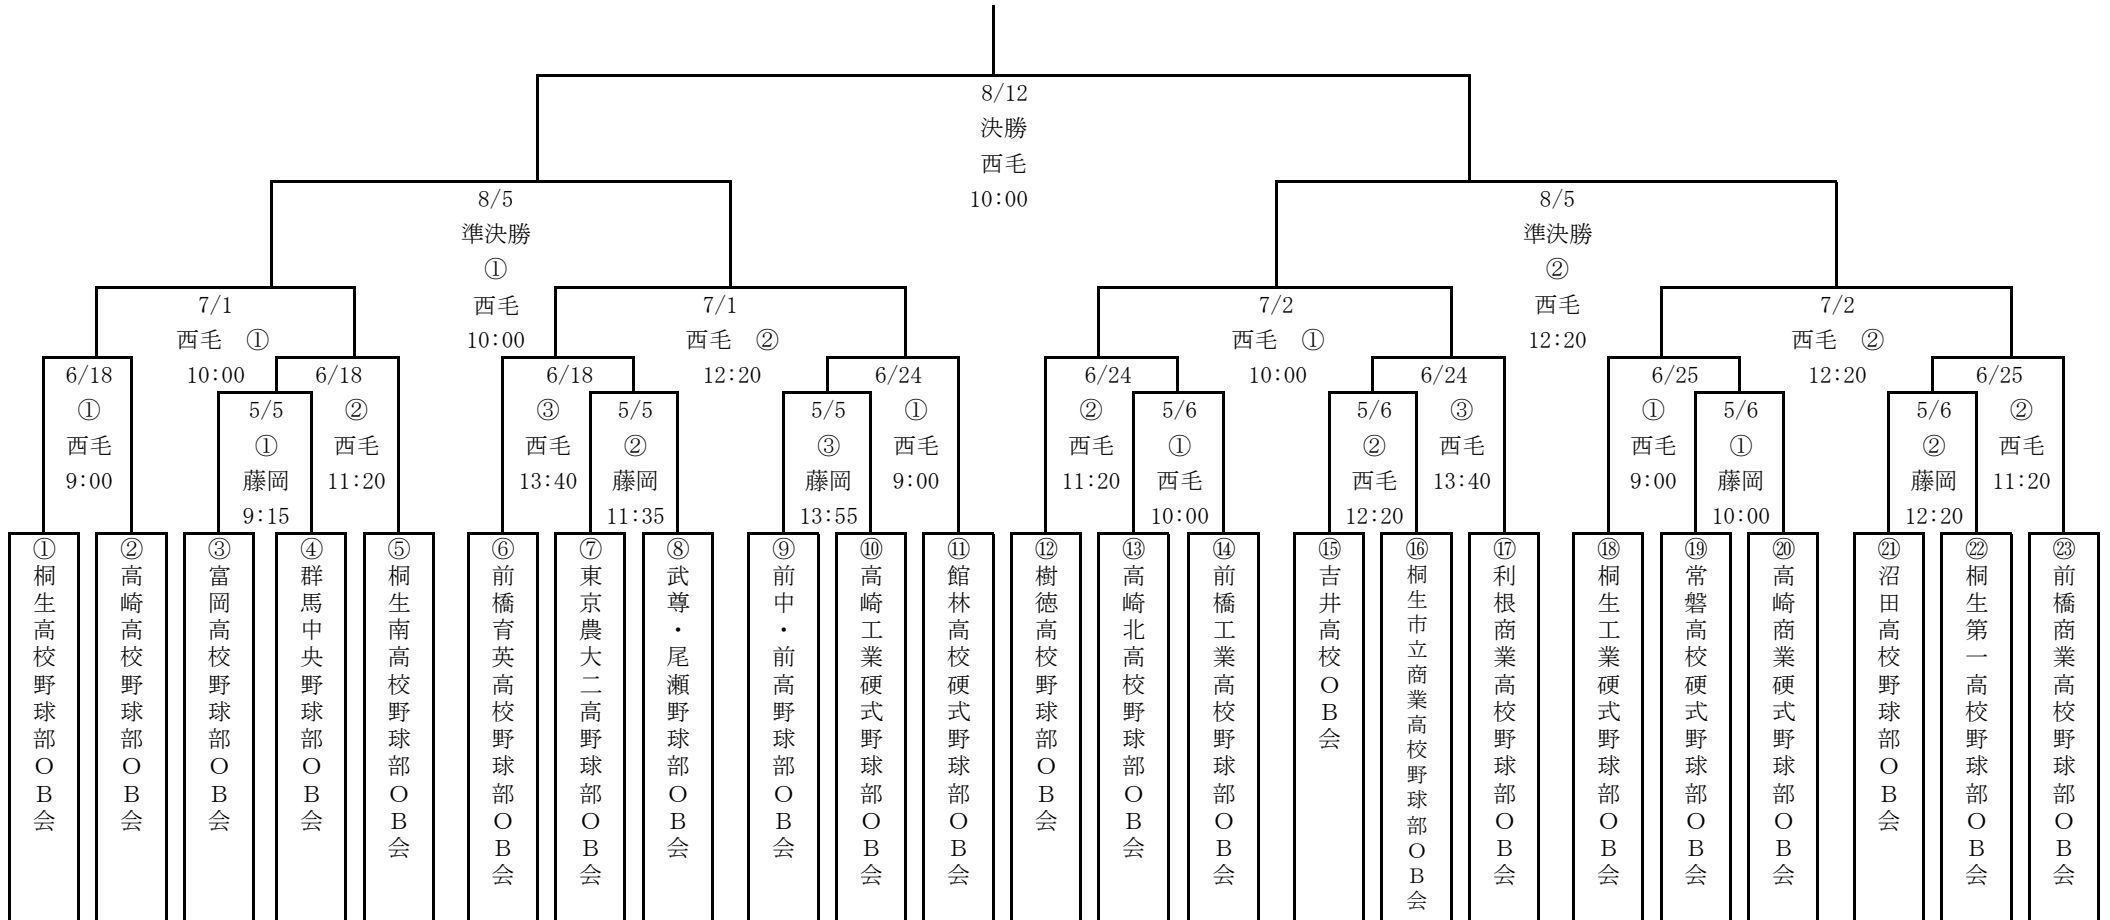 8/12
決勝
西毛
10:00
8/5
準決勝
①
西毛
10:00
8/5
準決勝
②
西毛
12:20
7/1
西毛　①
10:00
7/1
西毛　②
12:20
7/2
西毛　①
10:00
7/2
西毛　②
12:20
6/18
①
西毛
9:00
6/18
②
西毛
11:20
6/18
③
西毛
13:40
6/24
①
西毛
9:00
6/24
②
西毛
11:20
6/24
③
西毛
13:40
6/25
①
西毛
9:00
6/25
②
西毛
11:20
5/5
①
藤岡
9:15
5/5
②
藤岡
11:35
5/5
③
藤岡
13:55
5/6
①
西毛
10:00
5/6
②
西毛
12:20
5/6
①
藤岡
10:00
5/6
②
藤岡
12:20
①桐生高校野球部ＯＢ会
②高崎高校野球部ＯＢ会
③富岡高校野球部ＯＢ会
④群馬中央野球部ＯＢ会
⑤桐生南高校野球部ＯＢ会
⑥前橋育英高校野球部ＯＢ会
⑦東京農大二高野球部ＯＢ会
⑧武尊・尾瀬野球部ＯＢ会
⑨前中・前高野球部ＯＢ会
⑩高崎工業硬式野球部ＯＢ会
⑪館林高校硬式野球部ＯＢ会
⑫樹徳高校野球部ＯＢ会
⑬高崎北高校野球部ＯＢ会
⑭前橋工業高校野球部ＯＢ会
⑮吉井高校ＯＢ会
⑯桐生市立商業高校野球部ＯＢ会
⑰利根商業高校野球部ＯＢ会
⑱桐生工業硬式野球部ＯＢ会
⑲常磐高校硬式野球部ＯＢ会
⑳高崎商業硬式野球部ＯＢ会
㉑沼田高校野球部ＯＢ会
㉒桐生第一高校野球部ＯＢ会
㉓前橋商業高校野球部ＯＢ会